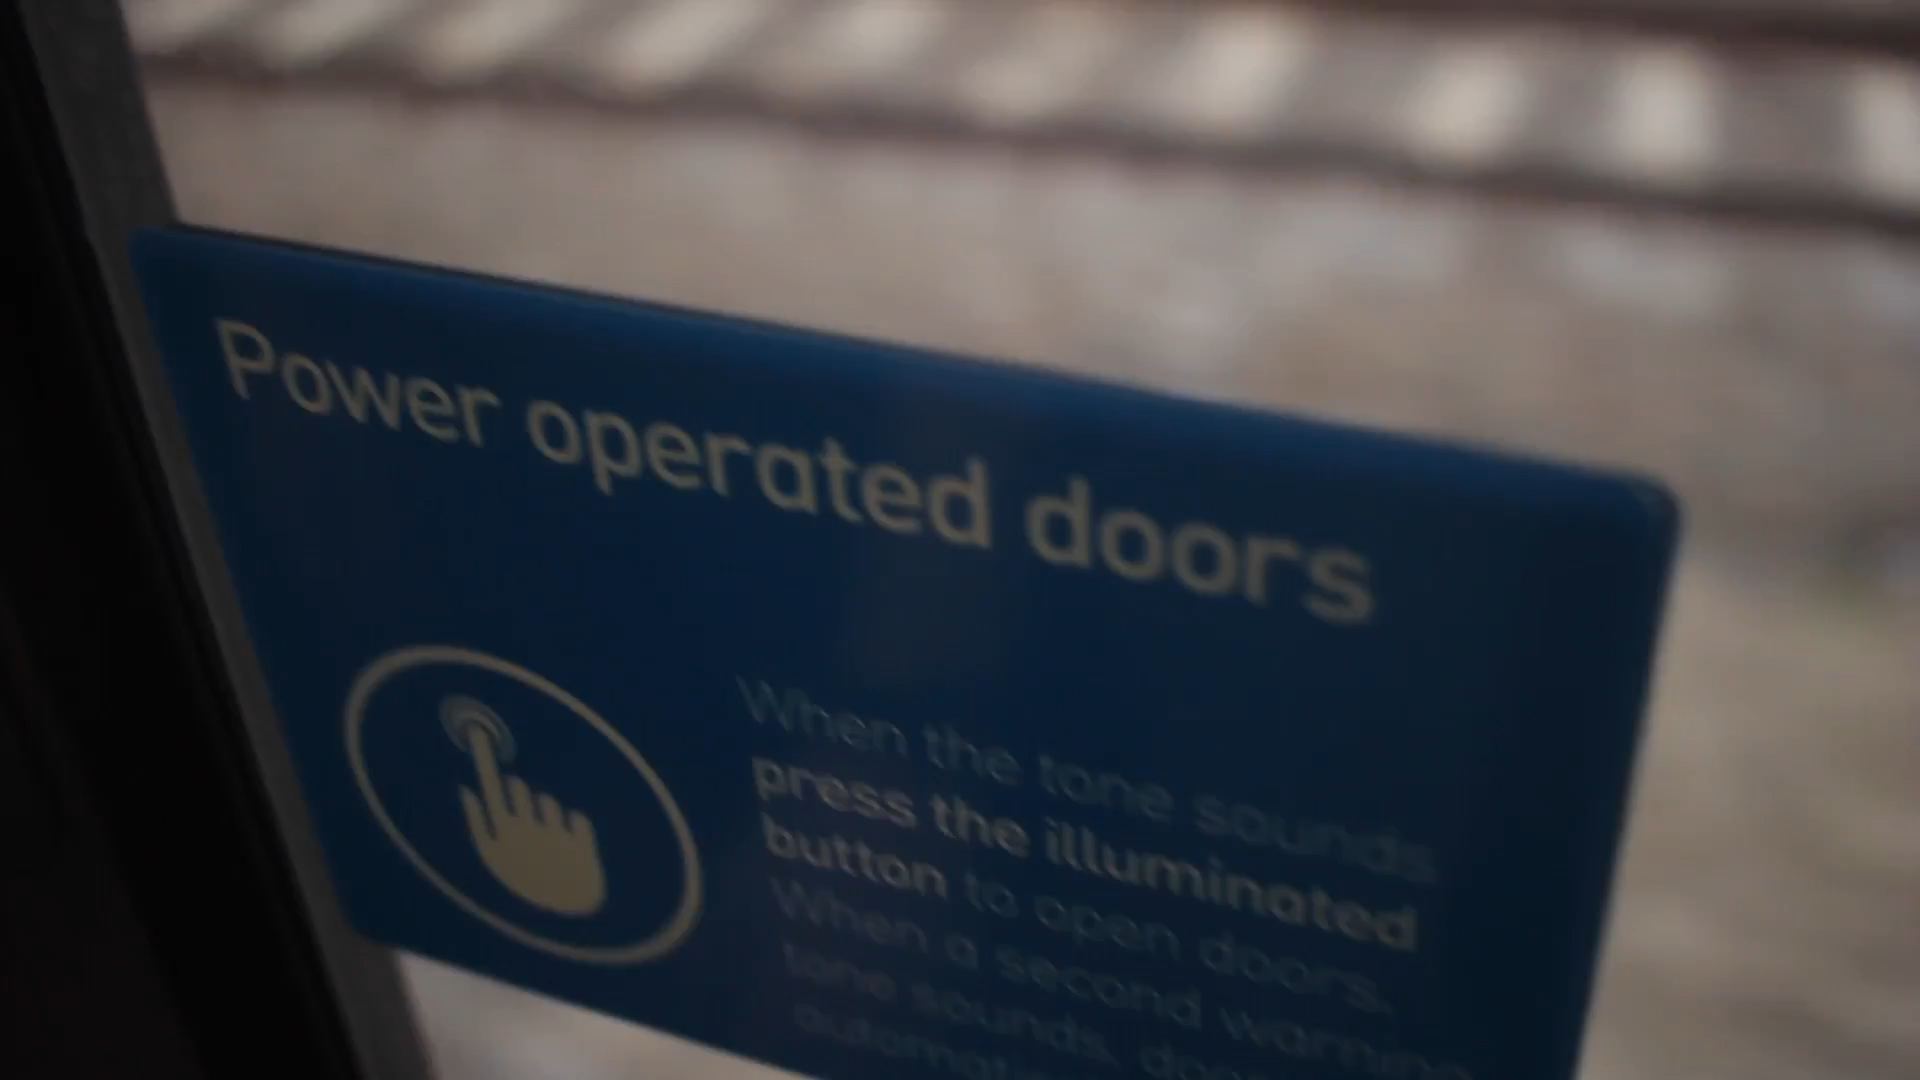 Power operated doors
When the tone sounds
press the illuminated
button to open doors.
When a second warning
tone sounds,